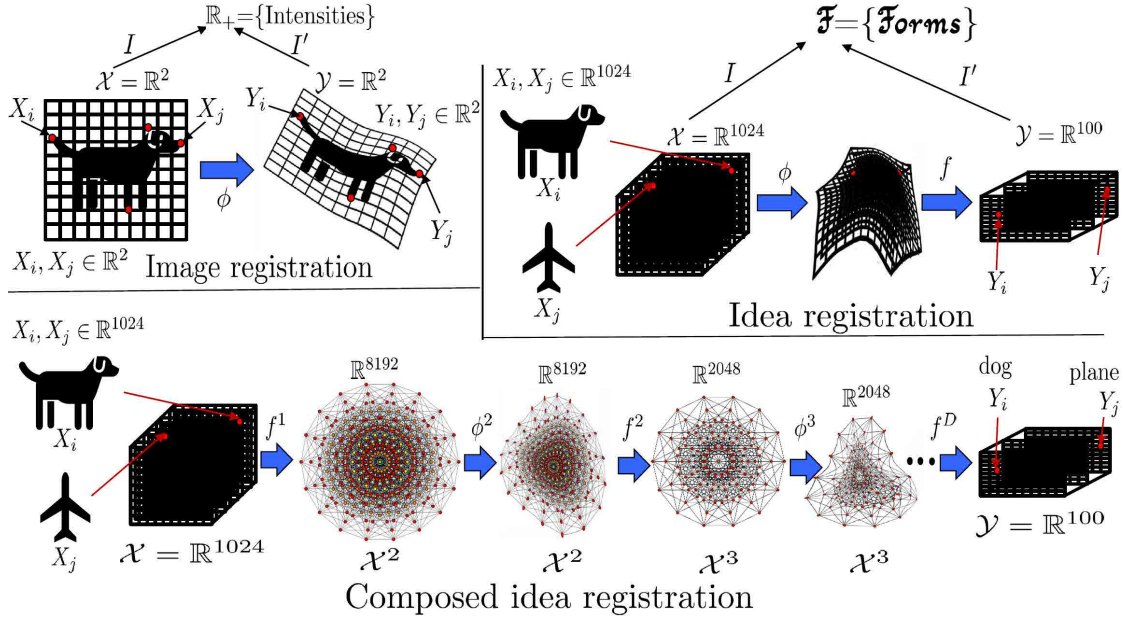 ℝ₊={Intensities}
I
I′
𝒳 = ℝ²
𝒴 = ℝ²
X_i
X_j
Y_i
Y_i, Y_j ∈ ℝ²
ϕ
Y_j
X_i, X_j ∈ ℝ²
Image registration
𝓕={𝓕orms}
I
I′
X_i, X_j ∈ ℝ¹⁰²⁴
𝒳 = ℝ¹⁰²⁴
𝒴 = ℝ¹⁰⁰
X_i
ϕ
f
X_j
Y_i
Y_j
Idea registration
X_i, X_j ∈ ℝ¹⁰²⁴
ℝ⁸¹⁹²
ℝ⁸¹⁹²
ℝ²⁰⁴⁸
ℝ²⁰⁴⁸
dog
plane
Y_i
Y_j
X_i
f¹
ϕ²
f²
ϕ³
f^D
X_j
𝒳 = ℝ¹⁰²⁴
𝒳²
𝒳²
𝒳³
𝒳³
𝒴 = ℝ¹⁰⁰
Composed idea registration